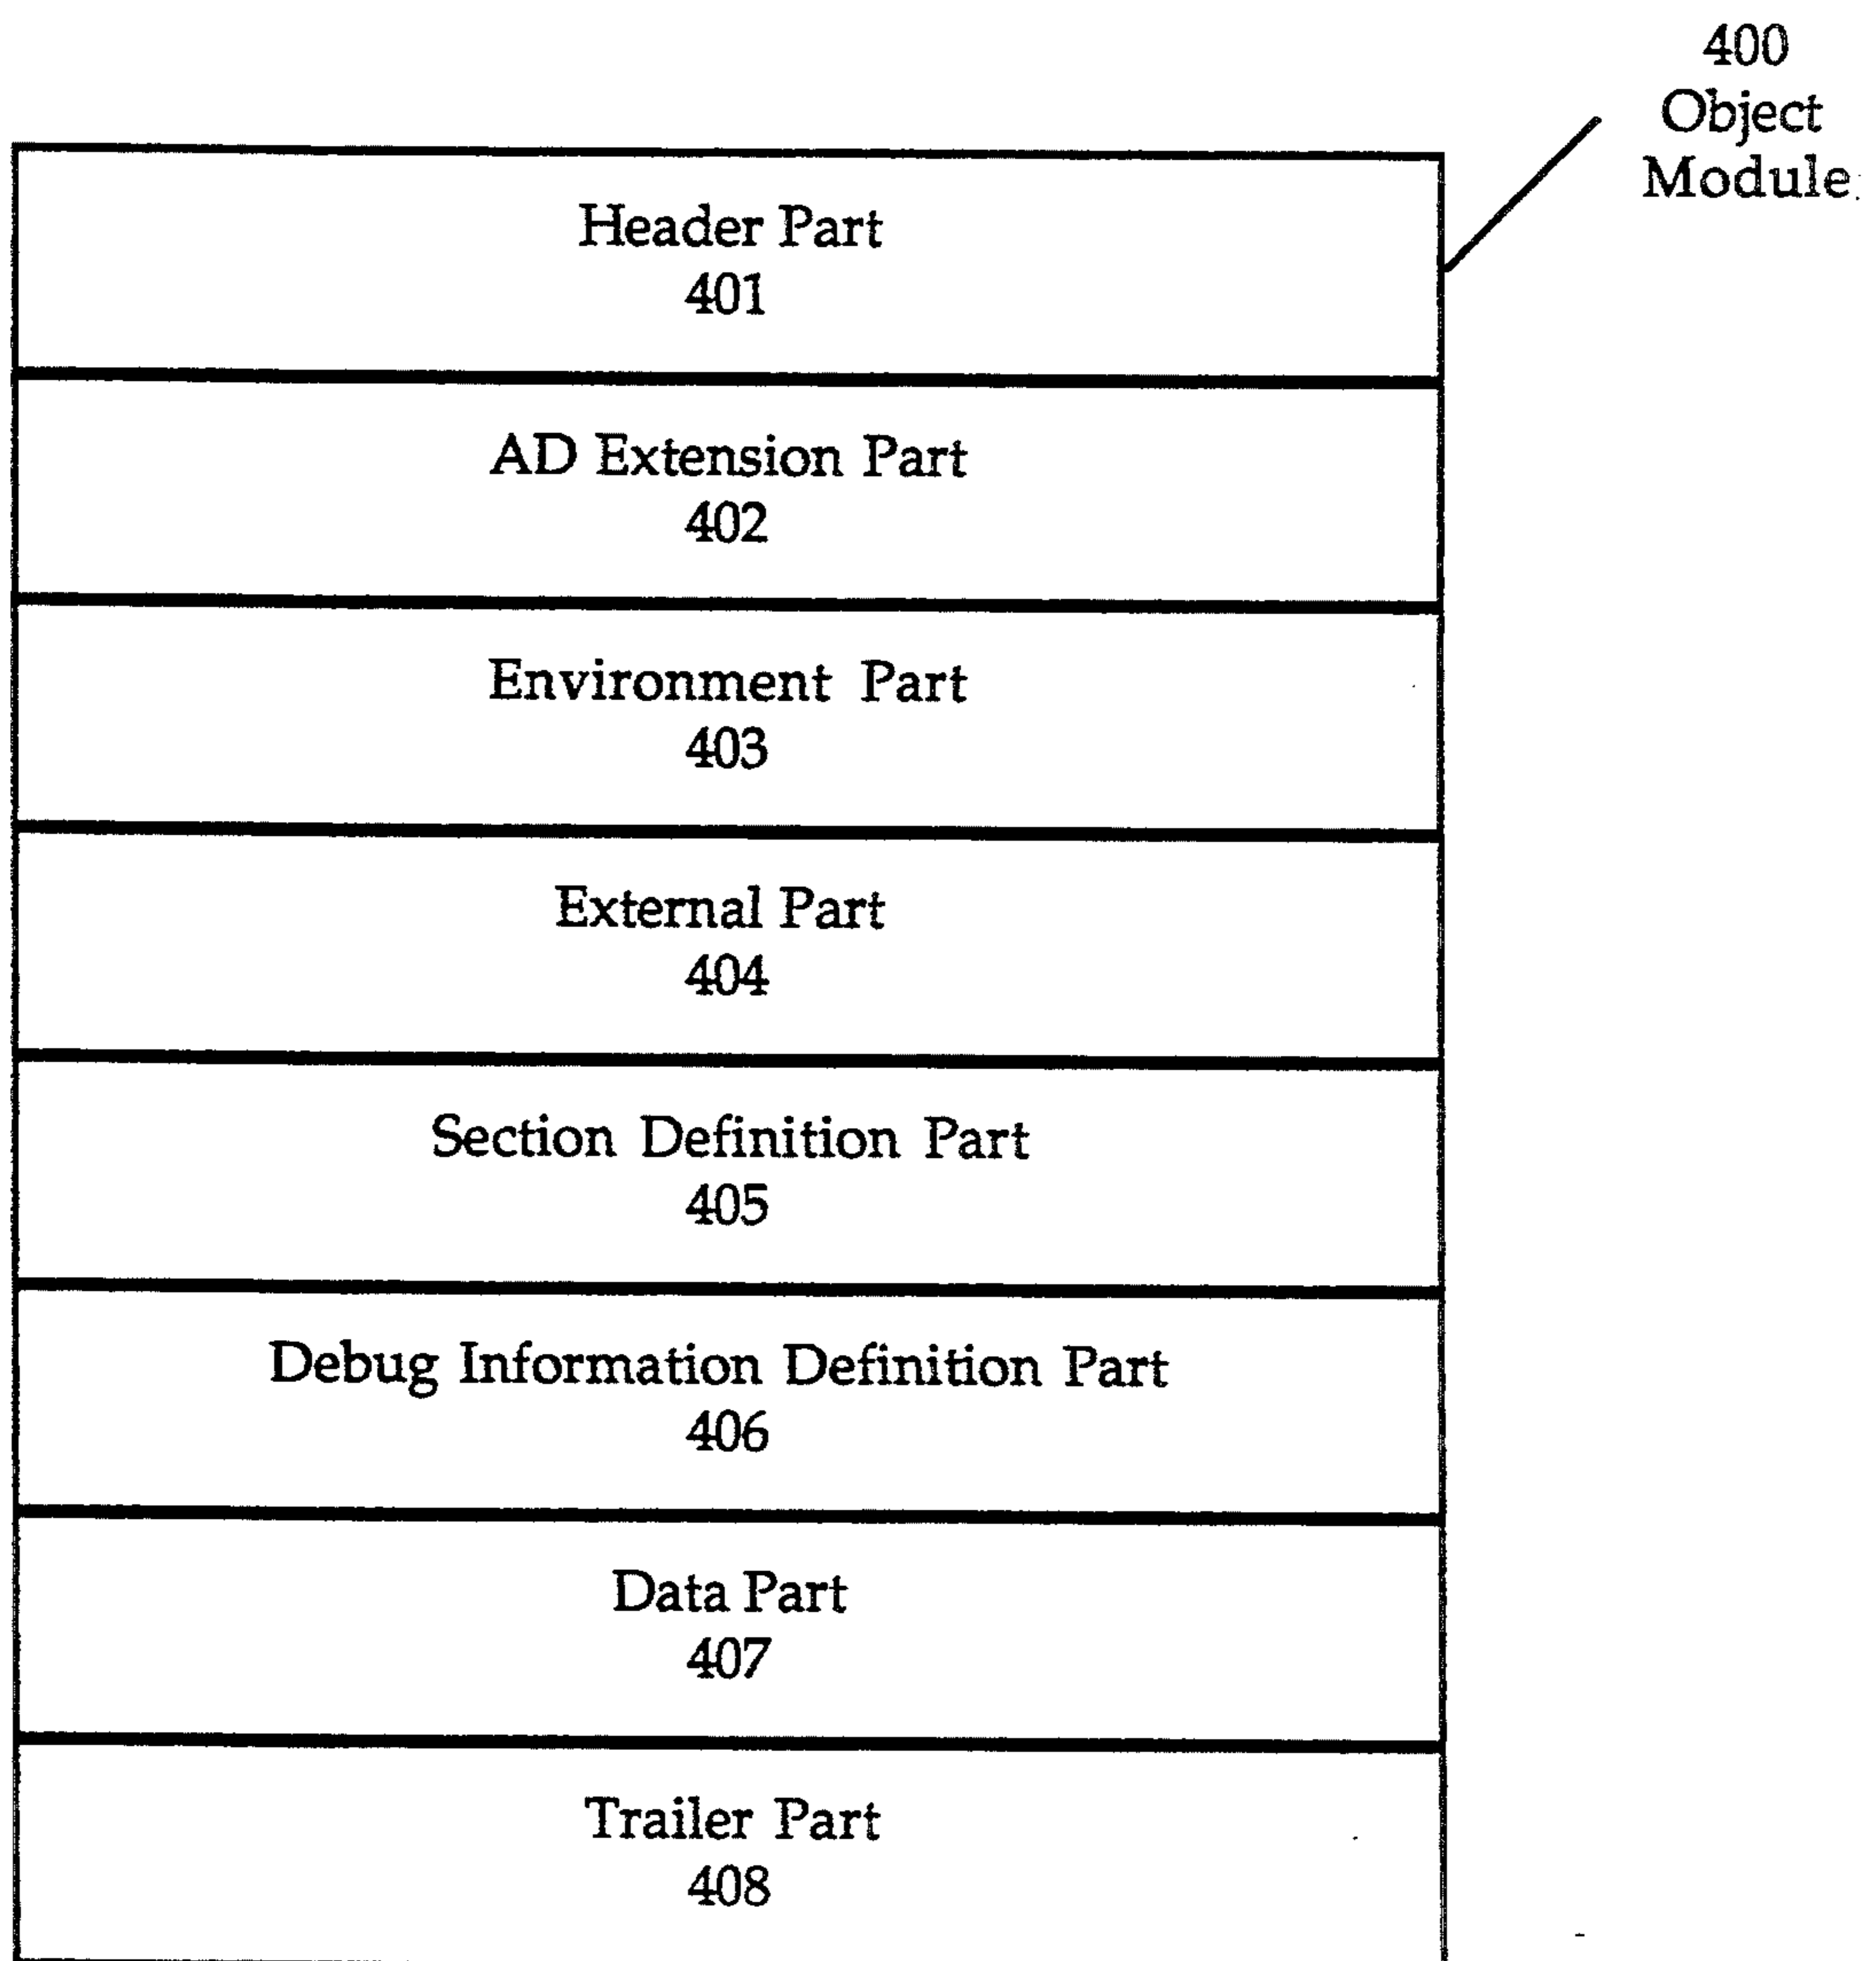 400
Object
Module
Header Part
401
AD Extension Part
402
Environment Part
403
External Part
404
Section Definition Part
405
Debug Information Definition Part
406
Data Part
407
Trailer Part
408